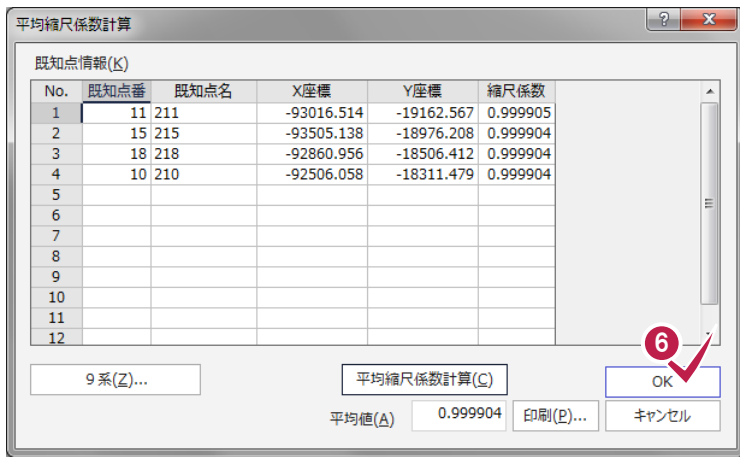 平均縮尺係数計算
既知点情報(K)
No. 既知点番 既知点名 X座標 Y座標 縮尺係数
1 11 211 -93016.514 -19162.567 0.999905
2 15 215 -93505.138 -18976.208 0.999904
3 18 218 -92860.956 -18506.412 0.999904
4 10 210 -92506.058 -18311.479 0.999904
5
6
7
8
9
10
11
12
6
9系(Z)... 平均縮尺係数計算(C) OK
平均値(A) 0.999904 印刷(P)... キャンセル